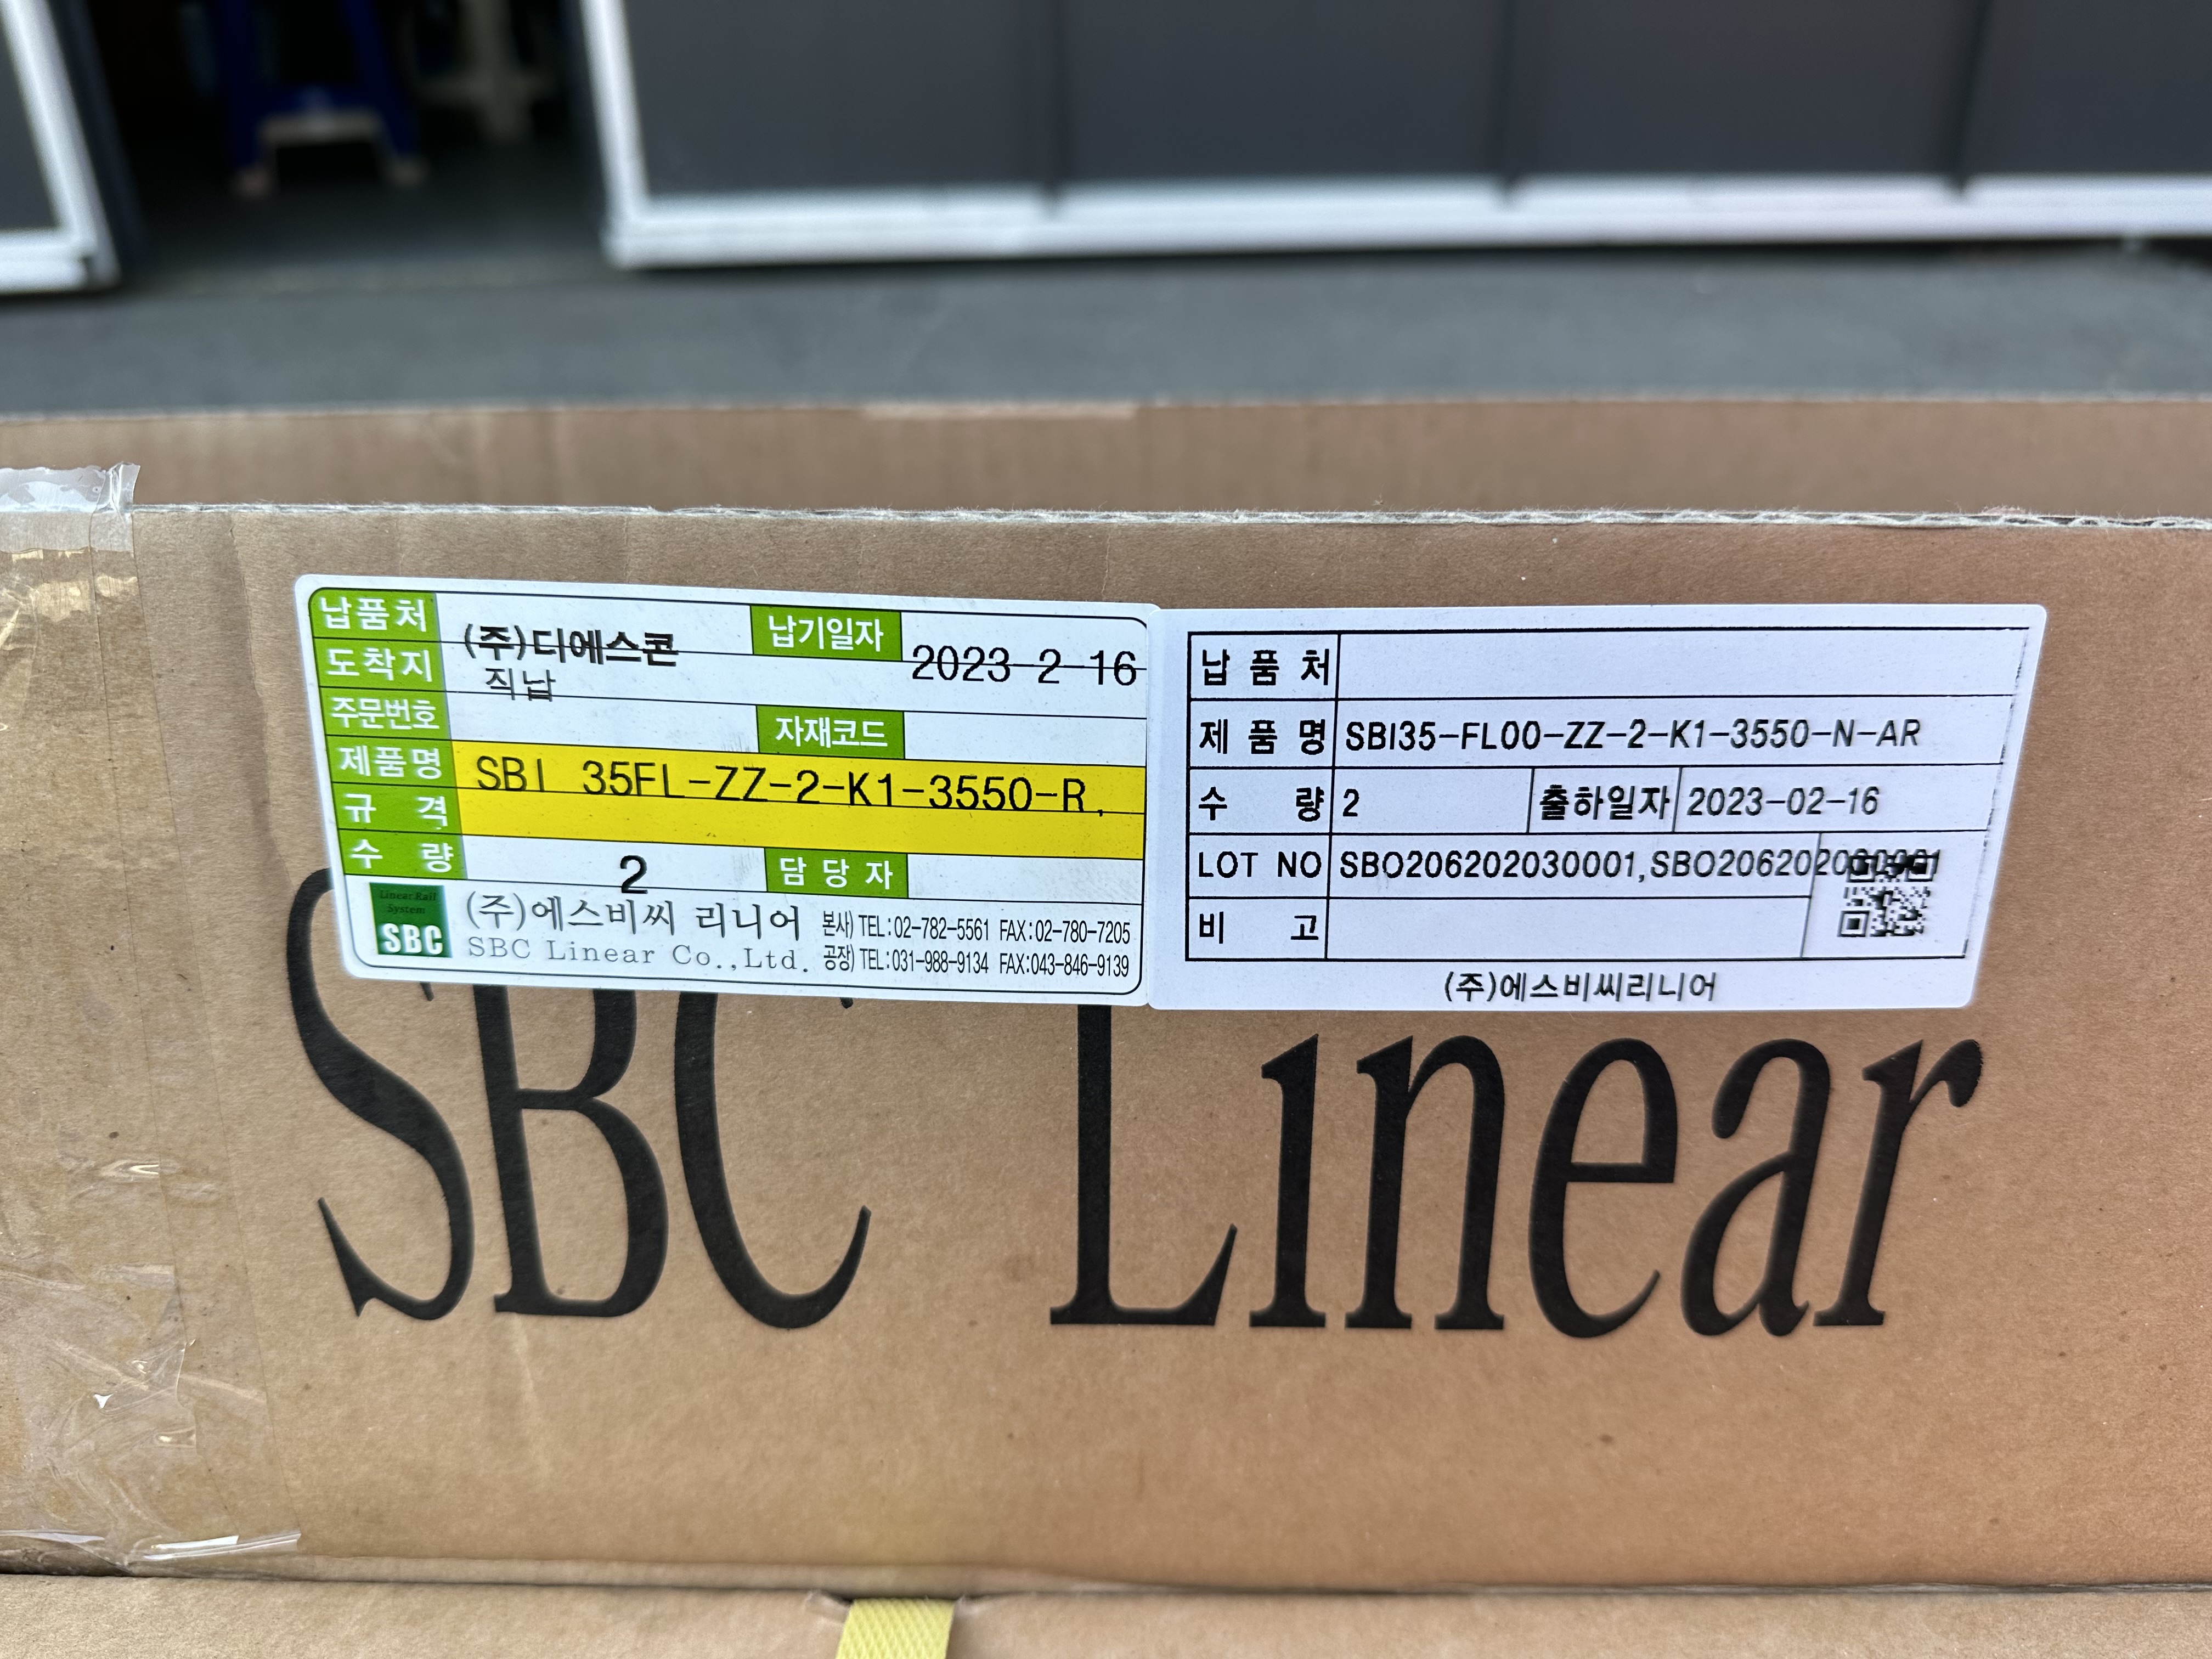 납품처 (주)디에스콘 납기일자 2023-2-16
도착지 직납
주문번호 자재코드
제품명 SBI 35FL-ZZ-2-K1-3550-R,
규 격
수 량 2 담 당 자
Linear Rail
System
SBC
(주)에스비씨 리니어 본사) TEL:02-782-5561 FAX:02-780-7205
SBC Linear Co.,Ltd. 공장) TEL:031-988-9134 FAX:043-846-9139
납 품 처
제 품 명 SBI35-FL00-ZZ-2-K1-3550-N-AR
수 량 2 출하일자 2023-02-16
LOT NO SBO206202030001,
비 고
(주)에스비씨리니어
SBC Linear